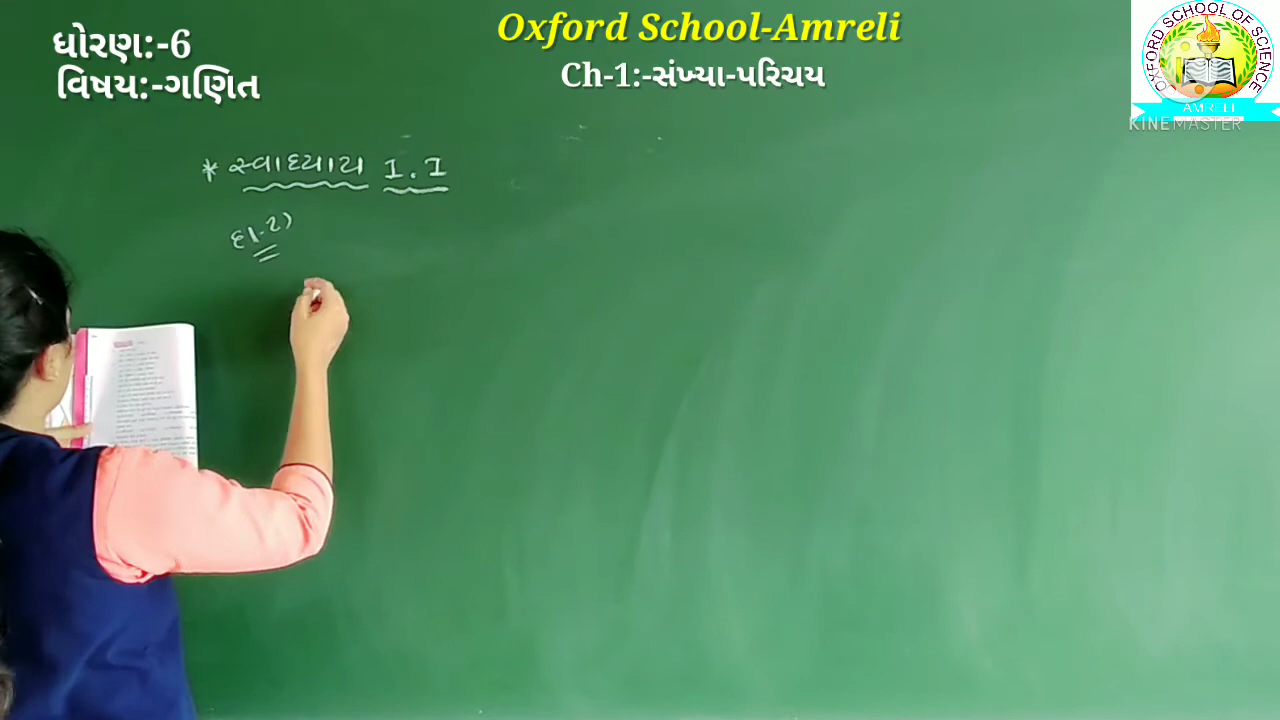 ધોરણ:-6
વિષય:-ગણિત
Oxford School-Amreli
Ch-1:-સંખ્યા-પરિચય
OXFORD SCHOOL OF SCIENCE
AMRELI
KINEMASTER
* સ્વાધ્યાય 1.1
દા.૨)